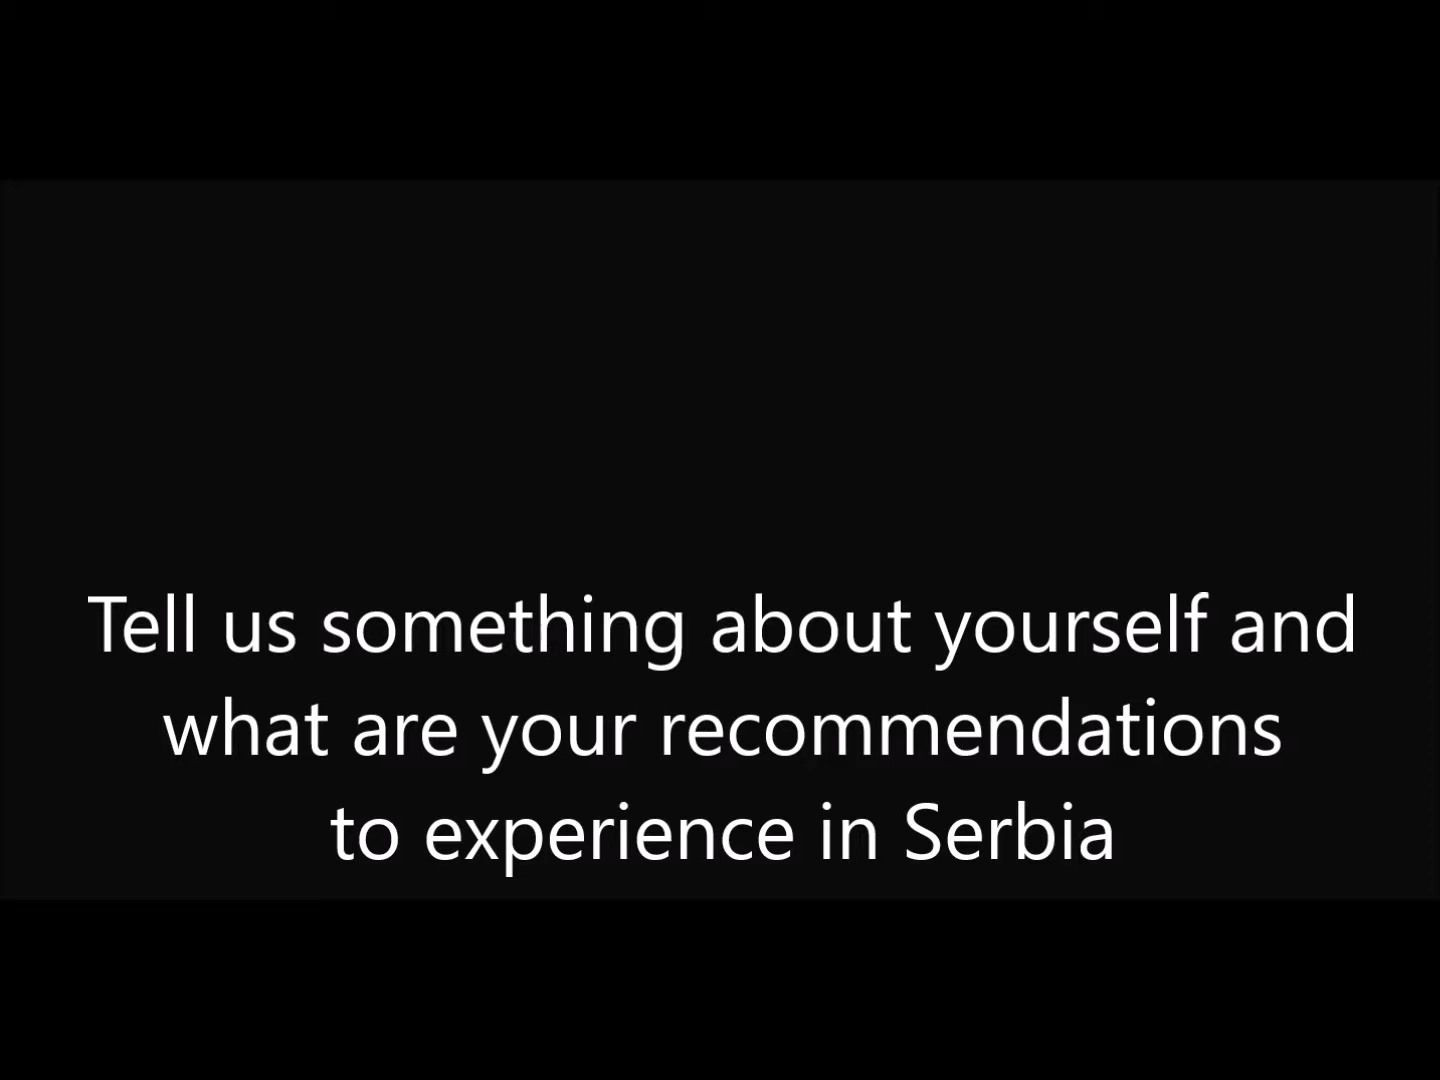 Tell us something about yourself and
what are your recommendations
to experience in Serbia